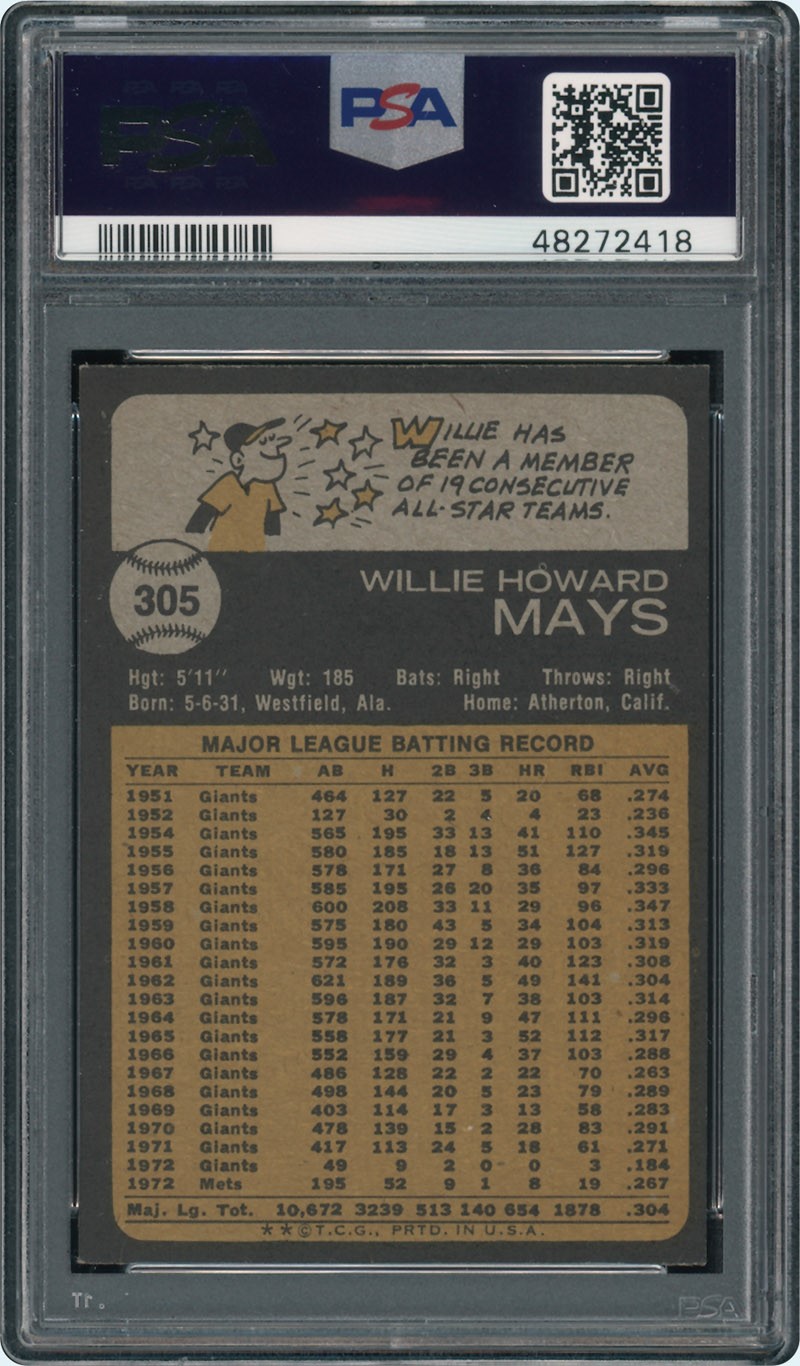 PSA
PSA PSA PSA
PSA
PSA PSA PSA
48272418
WILLIE HAS
BEEN A MEMBER
OF 19 CONSECUTIVE
ALL-STAR TEAMS.
305
WILLIE HOWARD
MAYS
Hgt: 5'11" Wgt: 185 Bats: Right Throws: Right
Born: 5-6-31, Westfield, Ala. Home: Atherton, Calif.
MAJOR LEAGUE BATTING RECORD
YEAR TEAM AB H 2B 3B HR RBI AVG
1951 Giants 464 127 22 5 20 68 .274
1952 Giants 127 30 2 4 4 23 .236
1954 Giants 565 195 33 13 41 110 .345
1955 Giants 580 185 18 13 51 127 .319
1956 Giants 578 171 27 8 36 84 .296
1957 Giants 585 195 26 20 35 97 .333
1958 Giants 600 208 33 11 29 96 .347
1959 Giants 575 180 43 5 34 104 .313
1960 Giants 595 190 29 12 29 103 .319
1961 Giants 572 176 32 3 40 123 .308
1962 Giants 621 189 36 5 49 141 .304
1963 Giants 596 187 32 7 38 103 .314
1964 Giants 578 171 21 9 47 111 .296
1965 Giants 558 177 21 3 52 112 .317
1966 Giants 552 159 29 4 37 103 .288
1967 Giants 486 128 22 2 22 70 .263
1968 Giants 498 144 20 5 23 79 .289
1969 Giants 403 114 17 3 13 58 .283
1970 Giants 478 139 15 2 28 83 .291
1971 Giants 417 113 24 5 18 61 .271
1972 Giants 49 9 2 0 0 3 .184
1972 Mets 195 52 9 1 8 19 .267
Maj. Lg. Tot. 10,672 3239 513 140 654 1878 .304
**©T.C.G., PRTD. IN U.S.A.
PSA